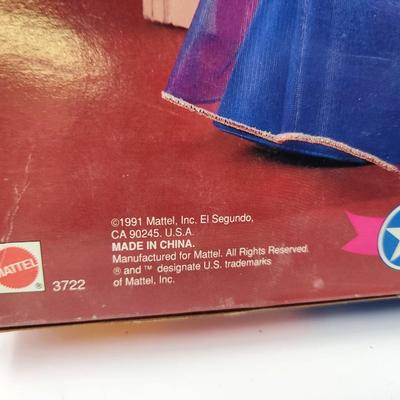 ©1991 Mattel, Inc. El Segundo,
CA 90245. U.S.A.
MADE IN CHINA.
Manufactured for Mattel. All Rights Reserved.
® and ™ designate U.S. trademarks
of Mattel, Inc.
MATTEL
®
3722